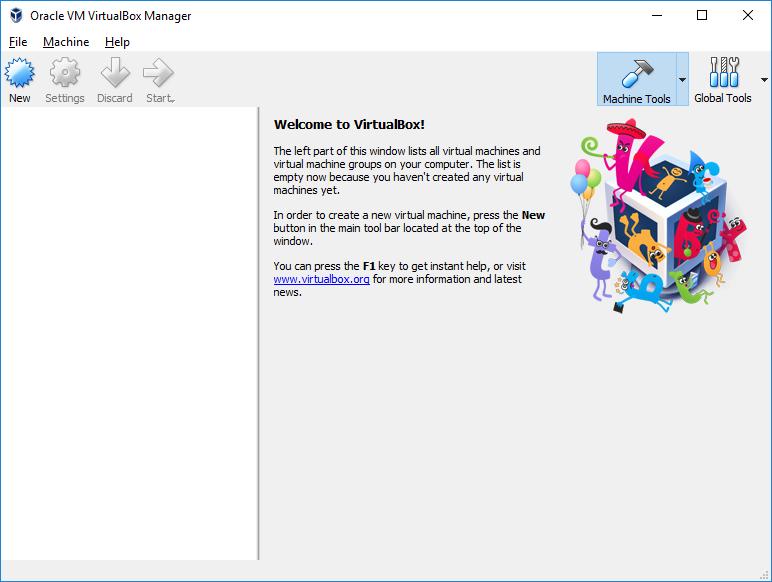 Oracle VM VirtualBox Manager
File Machine Help
New Settings Discard Start
Machine Tools Global Tools
Welcome to VirtualBox!
The left part of this window lists all virtual machines and
virtual machine groups on your computer. The list is
empty now because you haven't created any virtual
machines yet.
In order to create a new virtual machine, press the New
button in the main tool bar located at the top of the
window.
You can press the F1 key to get instant help, or visit
www.virtualbox.org for more information and latest
news.